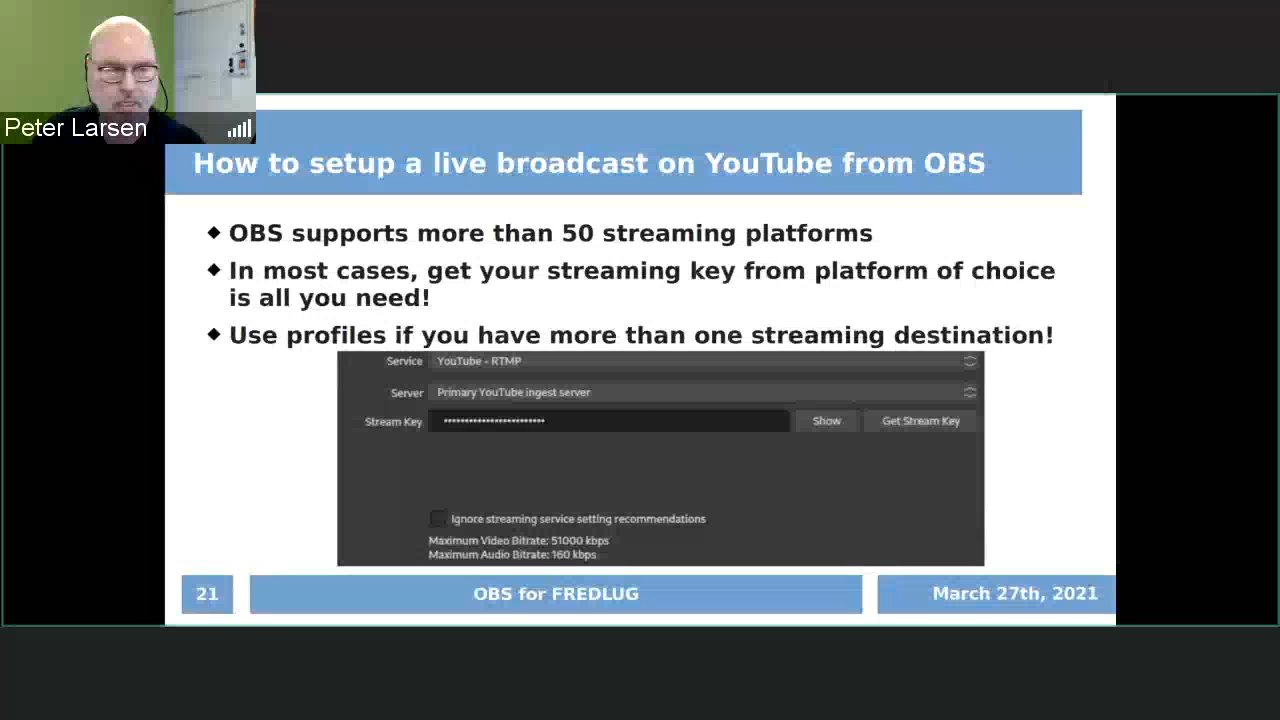 Peter Larsen
How to setup a live broadcast on YouTube from OBS
OBS supports more than 50 streaming platforms
In most cases, get your streaming key from platform of choice
is all you need!
Use profiles if you have more than one streaming destination!
Service YouTube - RTMP
Server Primary YouTube ingest server
Stream Key ************************ Show Get Stream Key
Ignore streaming service setting recommendations
Maximum Video Bitrate: 51000 kbps
Maximum Audio Bitrate: 160 kbps
21 OBS for FREDLUG March 27th, 2021